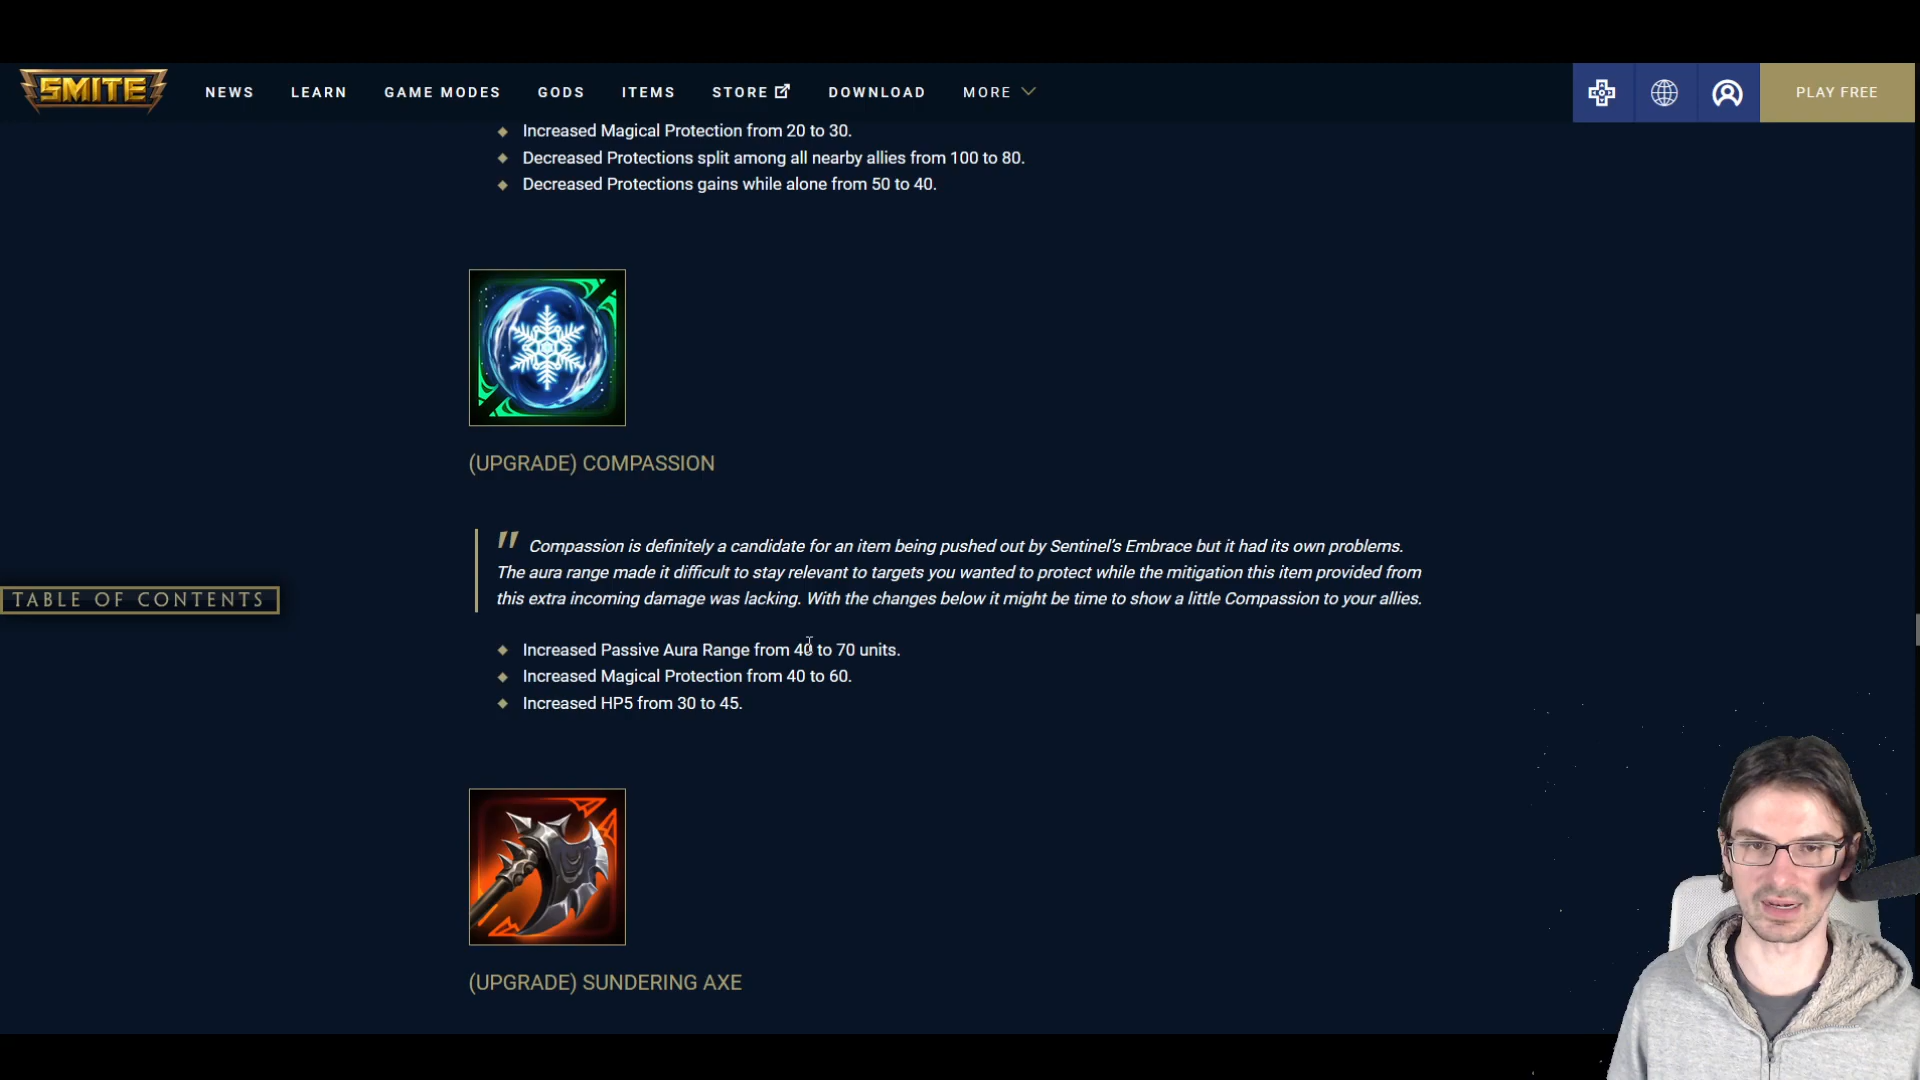 SMITE
NEWS LEARN GAME MODES GODS ITEMS STORE DOWNLOAD MORE PLAY FREE
Increased Magical Protection from 20 to 30.
Decreased Protections split among all nearby allies from 100 to 80.
Decreased Protections gains while alone from 50 to 40.
(UPGRADE) COMPASSION
" Compassion is definitely a candidate for an item being pushed out by Sentinel's Embrace but it had its own problems.
The aura range made it difficult to stay relevant to targets you wanted to protect while the mitigation this item provided from
this extra incoming damage was lacking. With the changes below it might be time to show a little Compassion to your allies.
TABLE OF CONTENTS
Increased Passive Aura Range from 40 to 70 units.
Increased Magical Protection from 40 to 60.
Increased HP5 from 30 to 45.
(UPGRADE) SUNDERING AXE